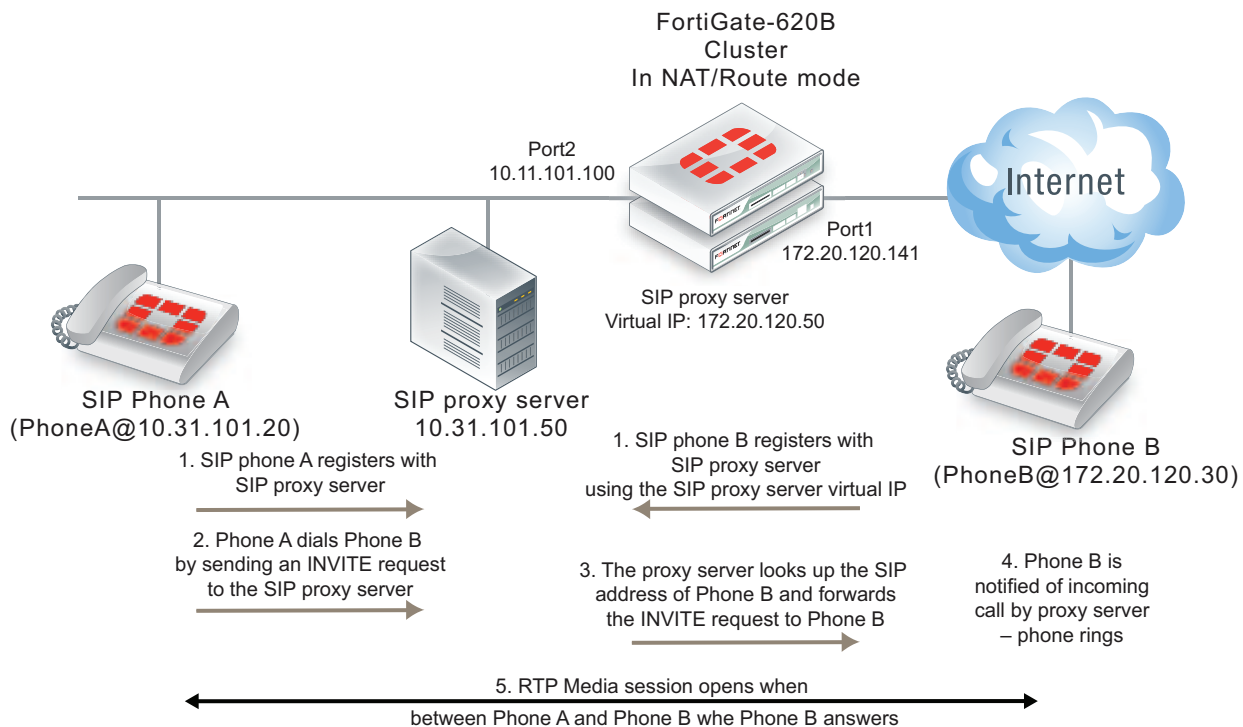 FortiGate-620B
Cluster
In NAT/Route mode
Port2
10.11.101.100
Internet
FORTINET
FORTINET
Port1
172.20.120.141
SIP proxy server
Virtual IP: 172.20.120.50
SIP Phone A
(PhoneA@10.31.101.20)
SIP proxy server
10.31.101.50
SIP Phone B
(PhoneB@172.20.120.30)
1. SIP phone A registers with
SIP proxy server
1. SIP phone B registers with
SIP proxy server
using the SIP proxy server virtual IP
2. Phone A dials Phone B
by sending an INVITE request
to the SIP proxy server
3. The proxy server looks up the SIP
address of Phone B and forwards
the INVITE request to Phone B
4. Phone B is
notified of incoming
call by proxy server
– phone rings
5. RTP Media session opens when
between Phone A and Phone B whe Phone B answers